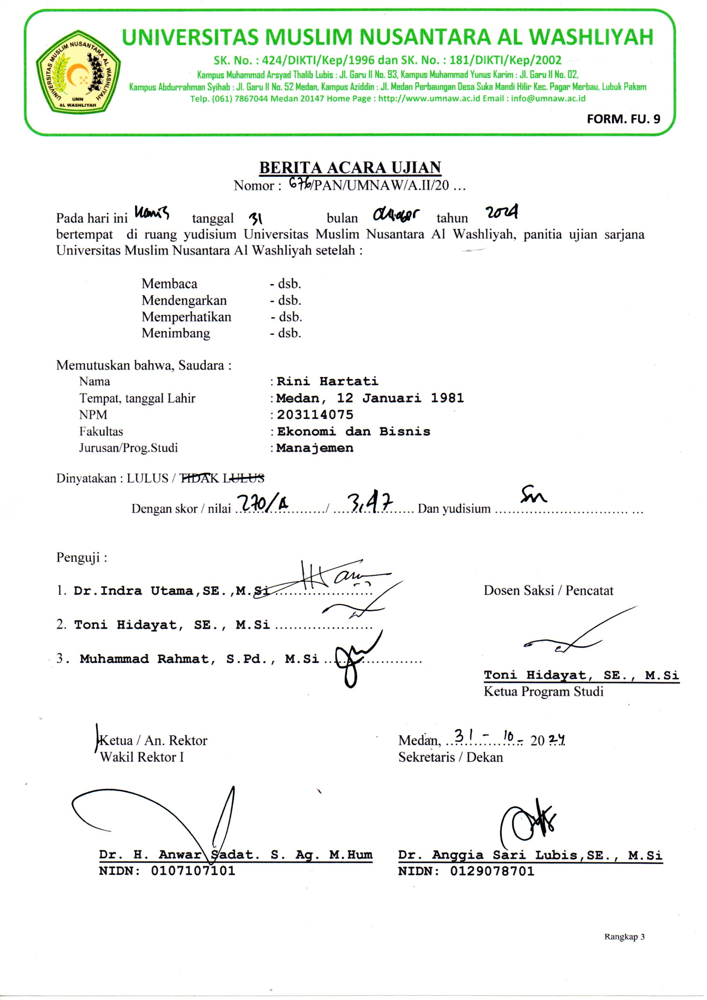 UNIVERSITAS MUSLIM NUSANTARA AL WASHLIYAH
UMN
AL WASHLIYAH
UNIVERSITAS MUSLIM NUSANTARA AL WASHLIYAH
SK. No. : 424/DIKTI/Kep/1996 dan SK. No. : 181/DIKTI/Kep/2002
Kampus Muhammad Arsyad Thalib Lubis : Jl. Garu II No. 93, Kampus Muhammad Yunus Karim : Jl. Garu II No. 02,
Kampus Abdurrahman Syihab : Jl. Garu II No. 52 Medan, Kampus Aziddin : Jl. Medan Perbaungan Desa Suka Mandi Hilir Kec. Pagar Merbau, Lubuk Pakam
Telp. (061) 7867044 Medan 20147 Home Page : http://www.umnaw.ac.id Email : info@umnaw.ac.id
FORM. FU. 9
BERITA ACARA UJIAN
Nomor : 676/PAN/UMNAW/A.II/20 ...
Pada hari ini Kamis tanggal 31 bulan Oktober tahun 2024
bertempat di ruang yudisium Universitas Muslim Nusantara Al Washliyah, panitia ujian sarjana
Universitas Muslim Nusantara Al Washliyah setelah :
Membaca - dsb.
Mendengarkan - dsb.
Memperhatikan - dsb.
Menimbang - dsb.
Memutuskan bahwa, Saudara :
Nama : Rini Hartati
Tempat, tanggal Lahir : Medan, 12 Januari 1981
NPM : 203114075
Fakultas : Ekonomi dan Bisnis
Jurusan/Prog.Studi : Manajemen
Dinyatakan : LULUS / TIDAK LULUS
Dengan skor / nilai 270/A / 3,47 Dan yudisium
Penguji :
1. Dr.Indra Utama,SE.,M.Si ...................... Dosen Saksi / Pencatat
2. Toni Hidayat, SE., M.Si ......................
3. Muhammad Rahmat, S.Pd., M.Si ......................
Toni Hidayat, SE., M.Si
Ketua Program Studi
Ketua / An. Rektor
Wakil Rektor I
Medan, 31 - 10 - 2024
Sekretaris / Dekan
Dr. H. Anwar Sadat. S. Ag. M.Hum
NIDN: 0107107101
Dr. Anggia Sari Lubis,SE., M.Si
NIDN: 0129078701
Rangkap 3